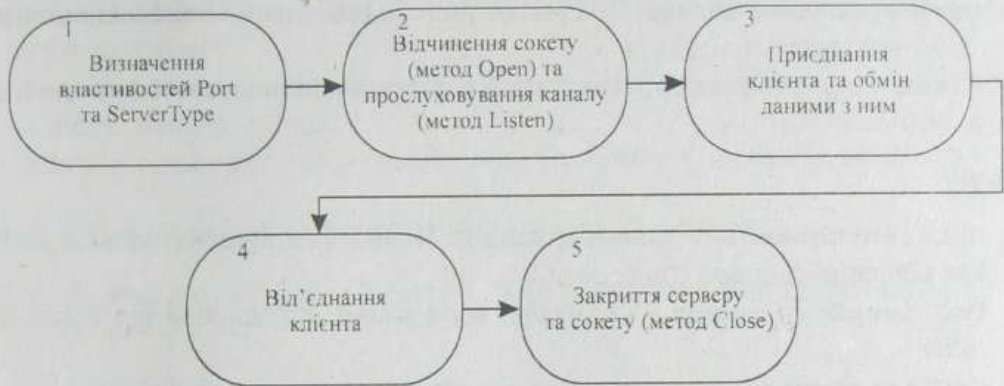 1
Визначення
властивостей Port
та ServerType
2
Відчинення сокету
(метод Open) та
прослуховування каналу
(метод Listen)
3
Приєднання
клієнта та обмін
даними з ним
4
Від’єднання
клієнта
5
Закриття серверу
та сокету (метод Close)